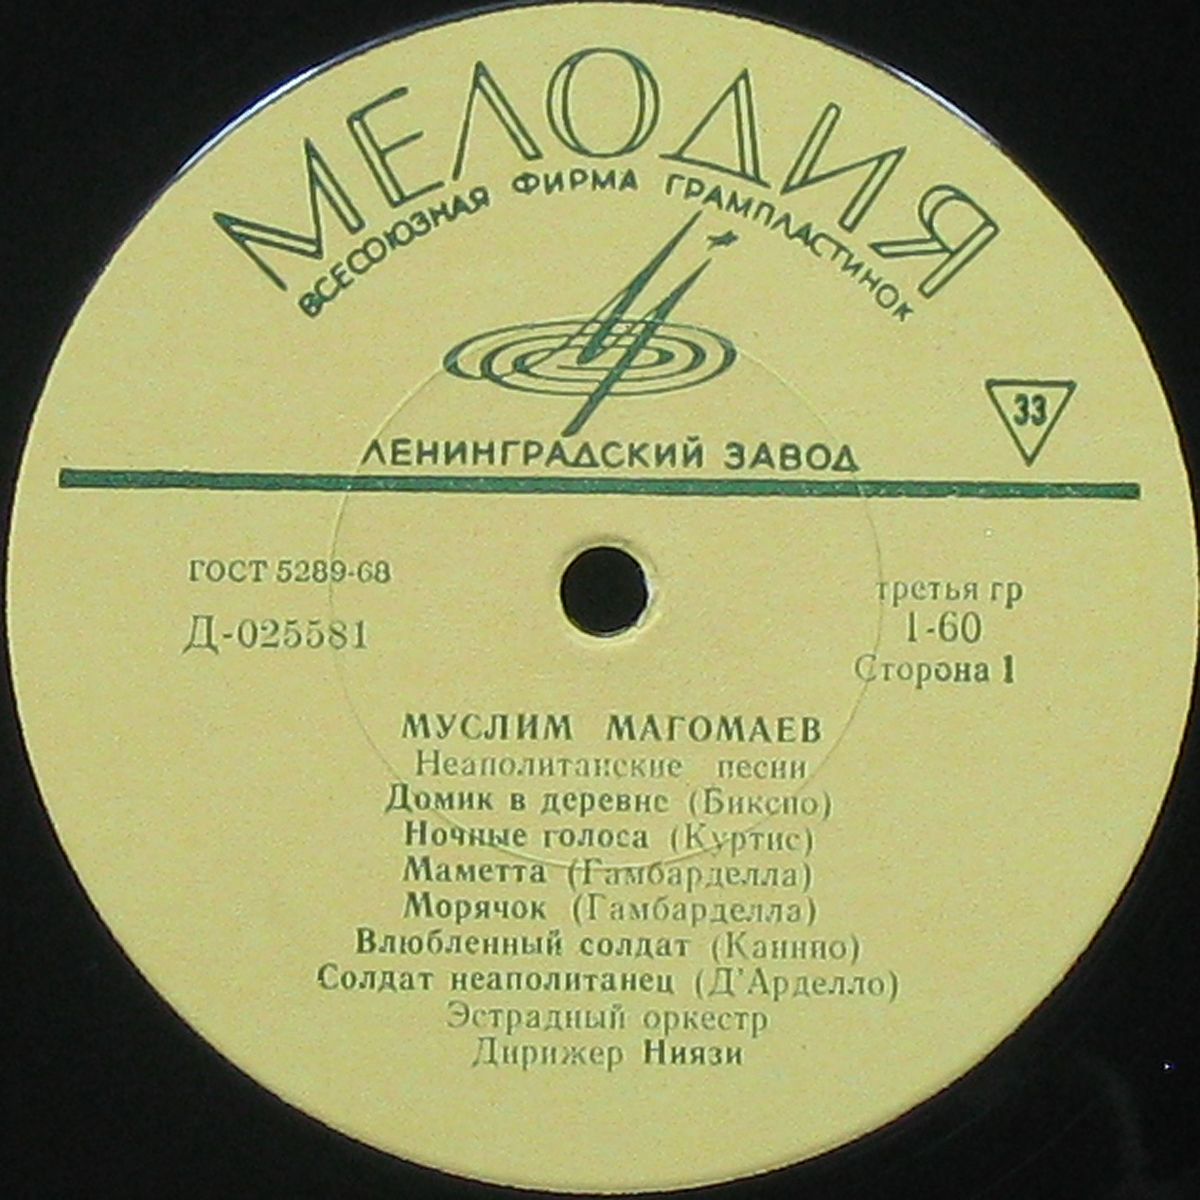 МЕЛОДИЯ
ВСЕСОЮЗНАЯ ФИРМА ГРАМПЛАСТИНОК
33
ЛЕНИНГРАДСКИЙ ЗАВОД
ГОСТ 5289-68
третья гр
Д-025581
1-60
Сторона 1
МУСЛИМ МАГОМАЕВ
Неаполитанские песни
Домик в деревне (Биксио)
Ночные голоса (Куртис)
Маметта (Гамбарделла)
Морячок (Гамбарделла)
Влюбленный солдат (Каннио)
Солдат неаполитанец (Д'Арделло)
Эстрадный оркестр
Дирижер Ниязи